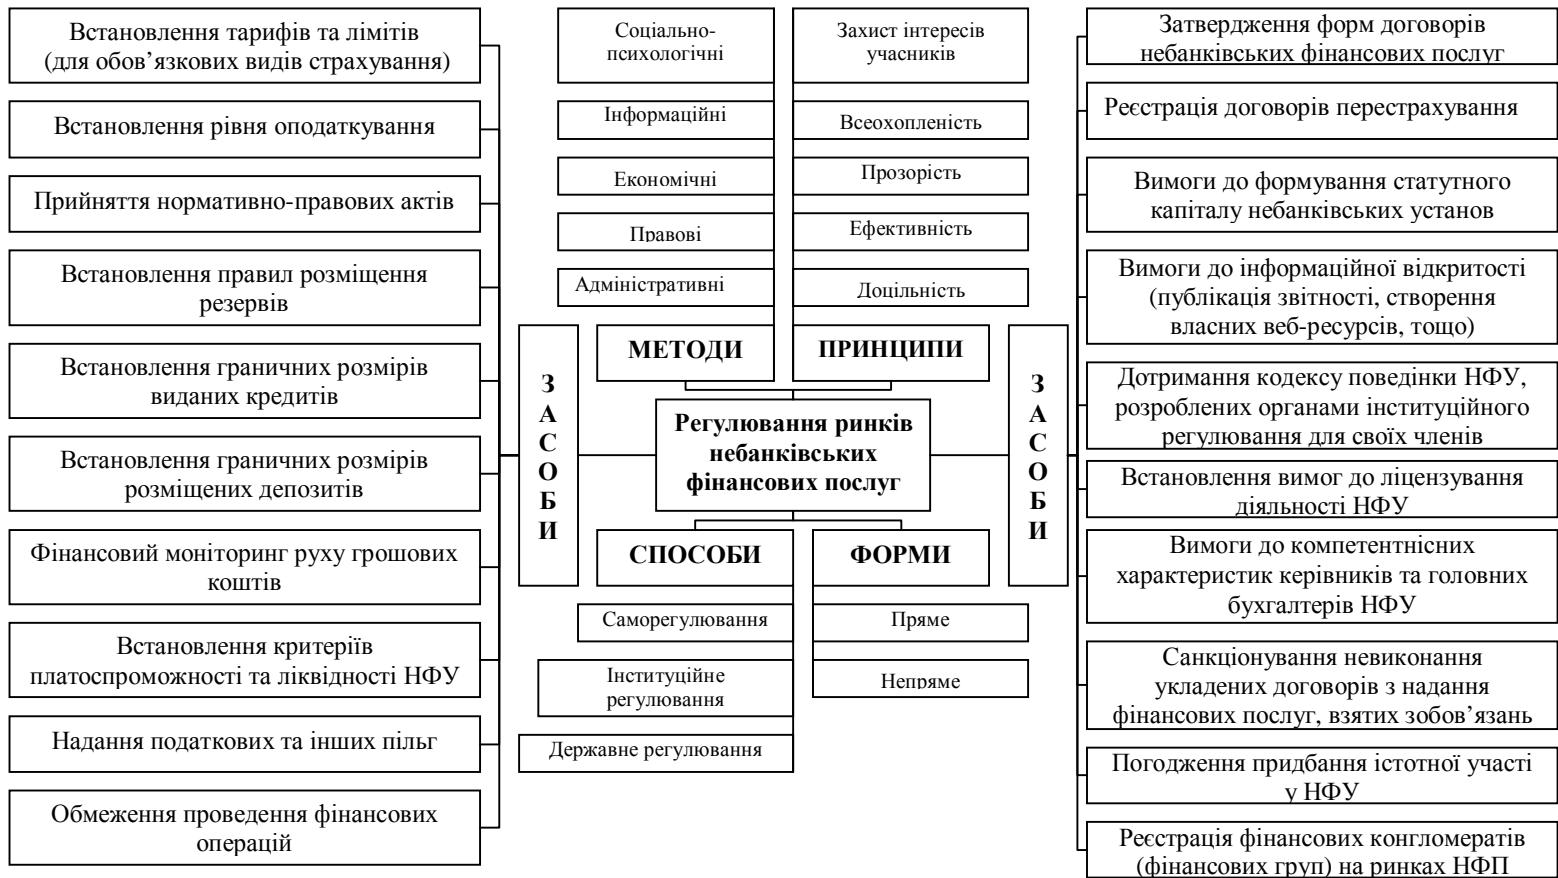 Встановлення тарифів та лімітів
(для обов’язкових видів страхування)
Встановлення рівня оподаткування
Прийняття нормативно-правових актів
Встановлення правил розміщення
резервів
Встановлення граничних розмірів
виданих кредитів
Встановлення граничних розмірів
розміщених депозитів
Фінансовий моніторинг руху грошових
коштів
Встановлення критеріїв
платоспроможності та ліквідності НФУ
Надання податкових та інших пільг
Обмеження проведення фінансових
операцій
ЗАСОБИ
Соціально-
психологічні
Інформаційні
Економічні
Правові
Адміністративні
МЕТОДИ
Захист інтересів
учасників
Всеохопленість
Прозорість
Ефективність
Доцільність
ПРИНЦИПИ
Регулювання ринків
небанківських
фінансових послуг
СПОСОБИ
Саморегулювання
Інституційне
регулювання
Державне регулювання
ФОРМИ
Пряме
Непряме
ЗАСОБИ
Затвердження форм договорів
небанківських фінансових послуг
Реєстрація договорів перестрахування
Вимоги до формування статутного
капіталу небанківських установ
Вимоги до інформаційної відкритості
(публікація звітності, створення
власних веб-ресурсів, тощо)
Дотримання кодексу поведінки НФУ,
розроблених органами інституційного
регулювання для своїх членів
Встановлення вимог до ліцензування
діяльності НФУ
Вимоги до компетентнісних
характеристик керівників та головних
бухгалтерів НФУ
Санкціонування невиконання
укладених договорів з надання
фінансових послуг, взятих зобов’язань
Погодження придбання істотної участі
у НФУ
Реєстрація фінансових конгломератів
(фінансових груп) на ринках НФП